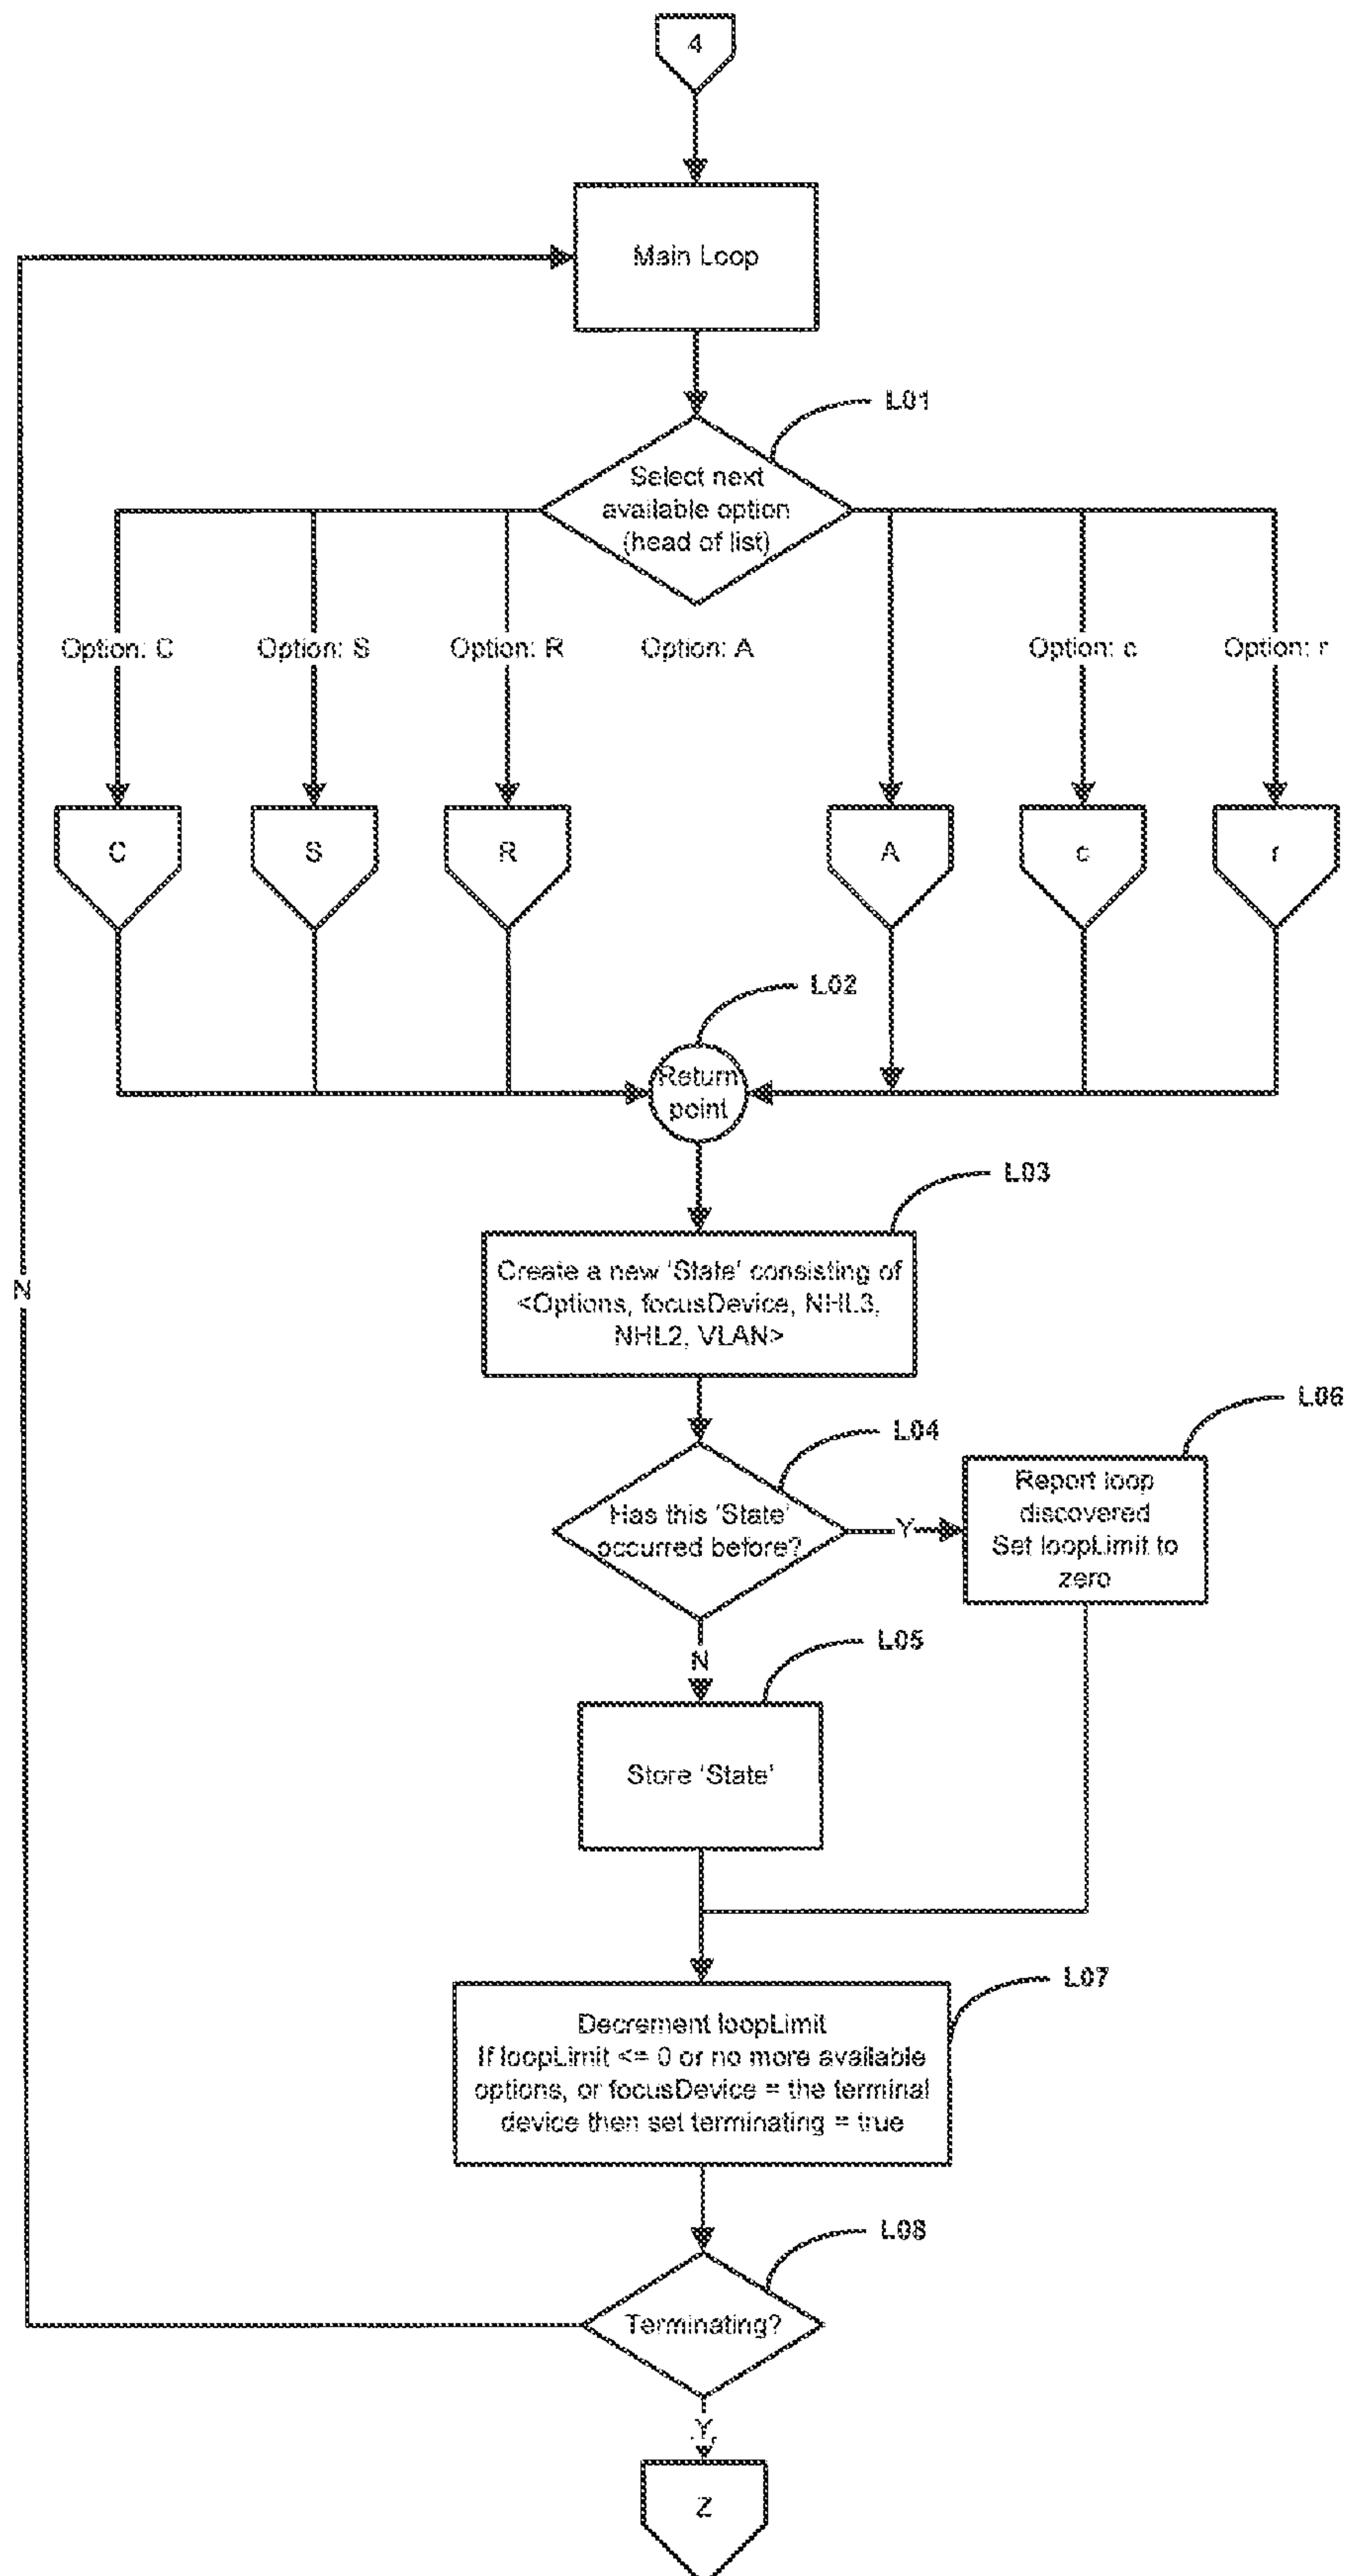 4
Main Loop
L01
Select next
available option
(head of list)
Option: C
Option: S
Option: R
Option: A
Option: c
Option: r
C
S
R
A
c
r
L02
Return
point
L03
Create a new 'State' consisting of
<Options, focusDevice, NHL3,
NHL2, VLAN>
N
L04
L06
Has this 'State'
occurred before?
Y
Report loop
discovered
Set loopLimit to
zero
N
L05
Store 'State'
L07
Decrement loopLimit
If loopLimit <= 0 or no more available
options, or focusDevice = the terminal
device then set terminating = true
L08
Terminating?
Y
Z